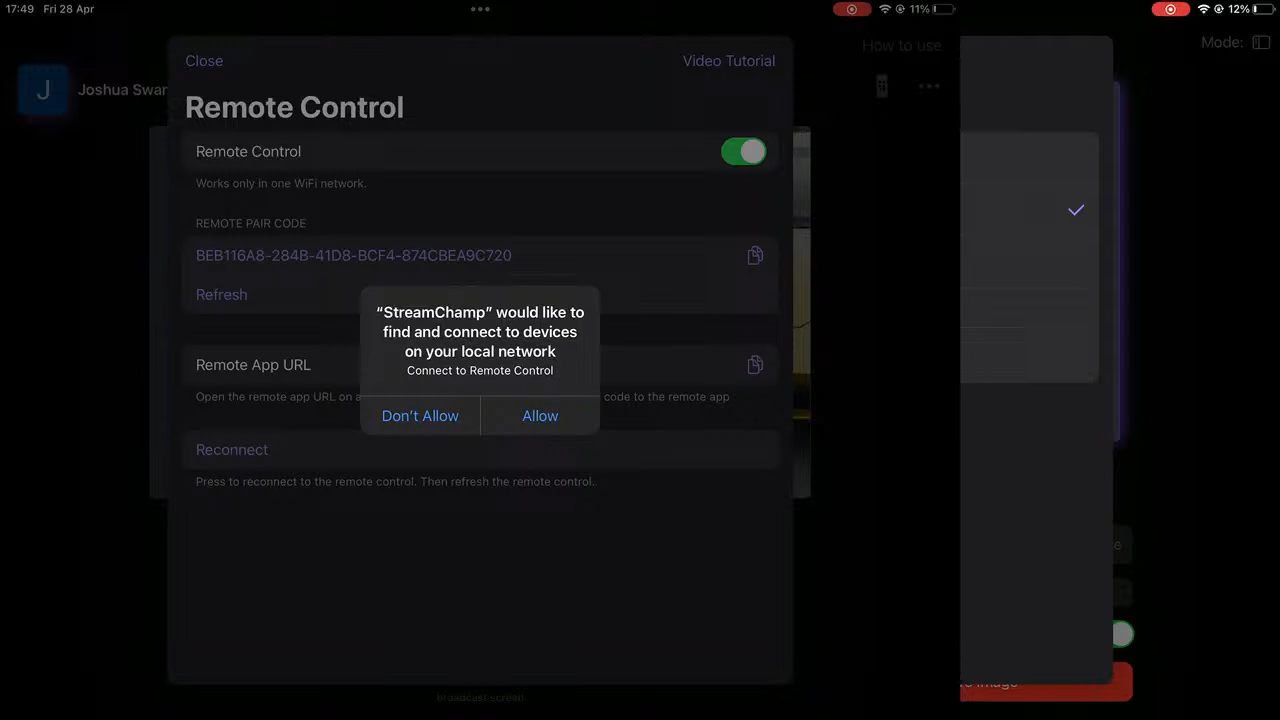 17:49 Fri 28 Apr
11%
12%
Close
Video Tutorial
How to use
Mode:
J
Joshua Swar
Remote Control
Remote Control
Works only in one WiFi network.
REMOTE PAIR CODE
BEB116A8-284B-41D8-BCF4-874CBEA9C720
Refresh
“StreamChamp” would like to
find and connect to devices
on your local network
Connect to Remote Control
Don’t Allow
Allow
Remote App URL
Open the remote app URL on a
code to the remote app
Reconnect
Press to reconnect to the remote control. Then refresh the remote control.
broadcast screen
image